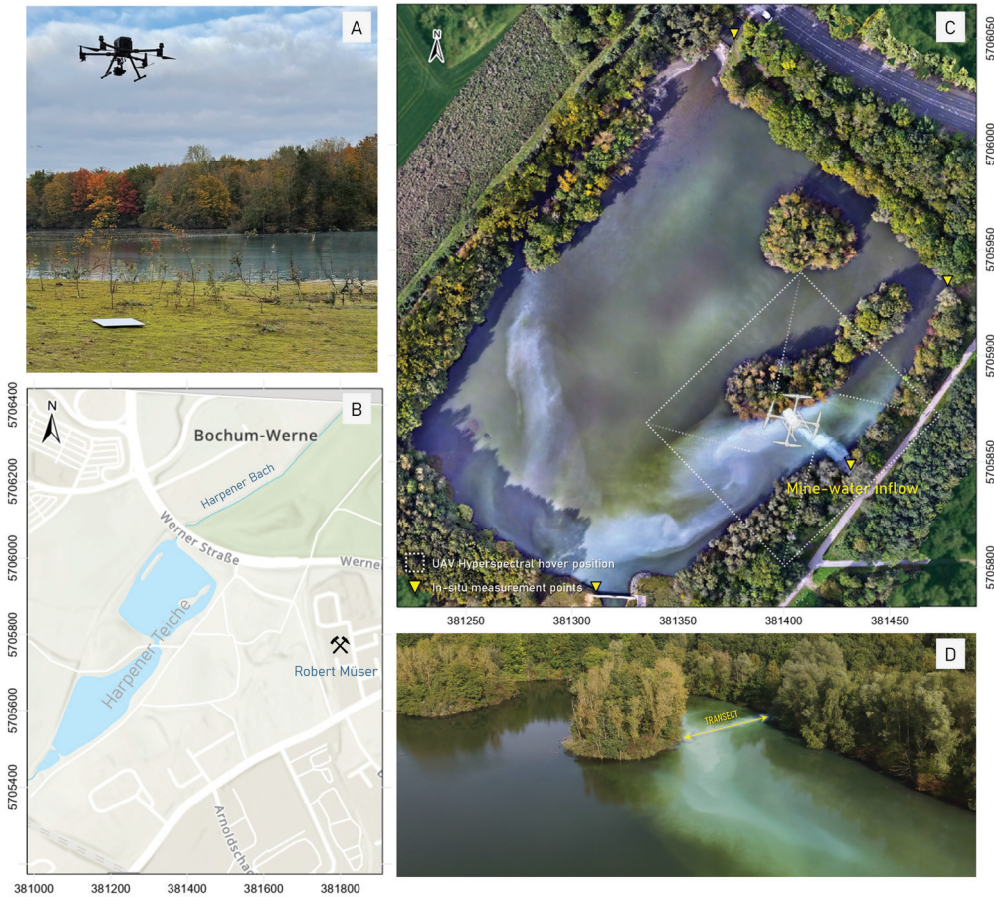 A
N
B
Bochum-Werne
Harpener Bach
Werner Straße
Werner
Harpener Teiche
Robert Müser
Arnoldschac
5706400
5706200
5706000
5705800
5705600
5705400
381000
381200
381400
381600
381800
N
C
Mine-water inflow
UAV Hyperspectral hover position
In-situ measurement points
5706050
5706000
5705950
5705900
5705850
5705800
381250
381300
381350
381400
381450
D
TRANSECT